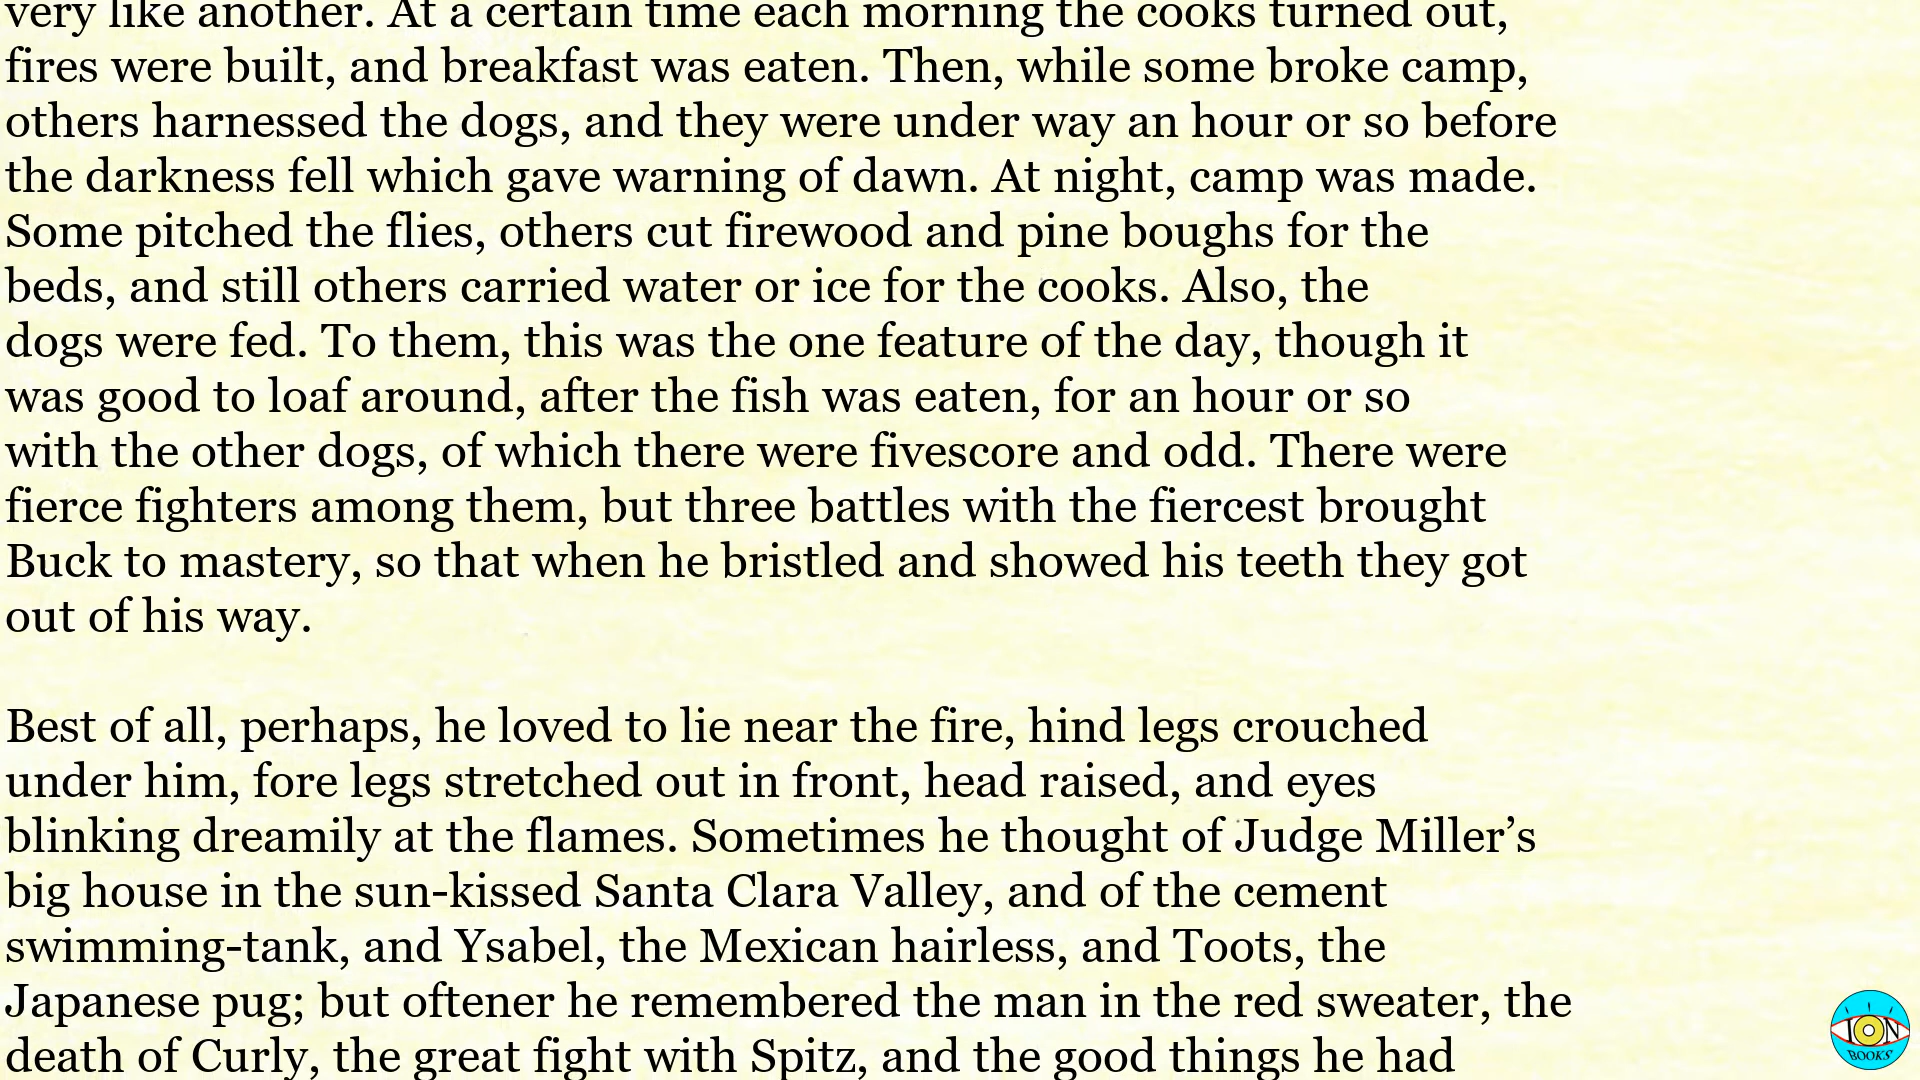 very like another. At a certain time each morning the cooks turned out,
fires were built, and breakfast was eaten. Then, while some broke camp,
others harnessed the dogs, and they were under way an hour or so before
the darkness fell which gave warning of dawn. At night, camp was made.
Some pitched the flies, others cut firewood and pine boughs for the
beds, and still others carried water or ice for the cooks. Also, the
dogs were fed. To them, this was the one feature of the day, though it
was good to loaf around, after the fish was eaten, for an hour or so
with the other dogs, of which there were fivescore and odd. There were
fierce fighters among them, but three battles with the fiercest brought
Buck to mastery, so that when he bristled and showed his teeth they got
out of his way.
Best of all, perhaps, he loved to lie near the fire, hind legs crouched
under him, fore legs stretched out in front, head raised, and eyes
blinking dreamily at the flames. Sometimes he thought of Judge Miller’s
big house in the sun-kissed Santa Clara Valley, and of the cement
swimming-tank, and Ysabel, the Mexican hairless, and Toots, the
Japanese pug; but oftener he remembered the man in the red sweater, the
death of Curly, the great fight with Spitz, and the good things he had
ION
BOOKS